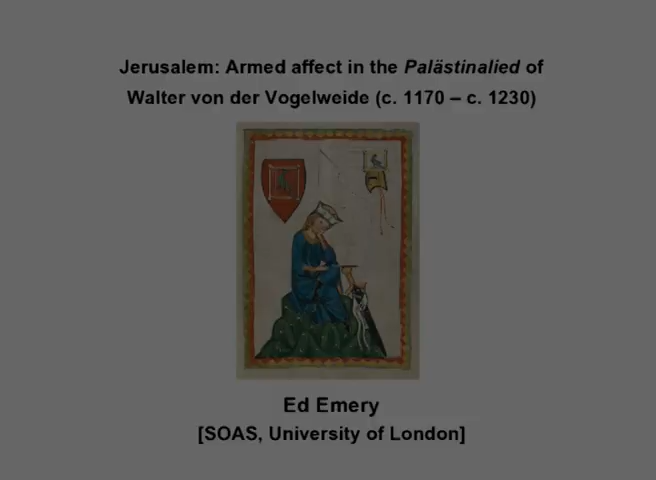 Jerusalem: Armed affect in the Palästinalied of
Walter von der Vogelweide (c. 1170 – c. 1230)
Ed Emery
[SOAS, University of London]